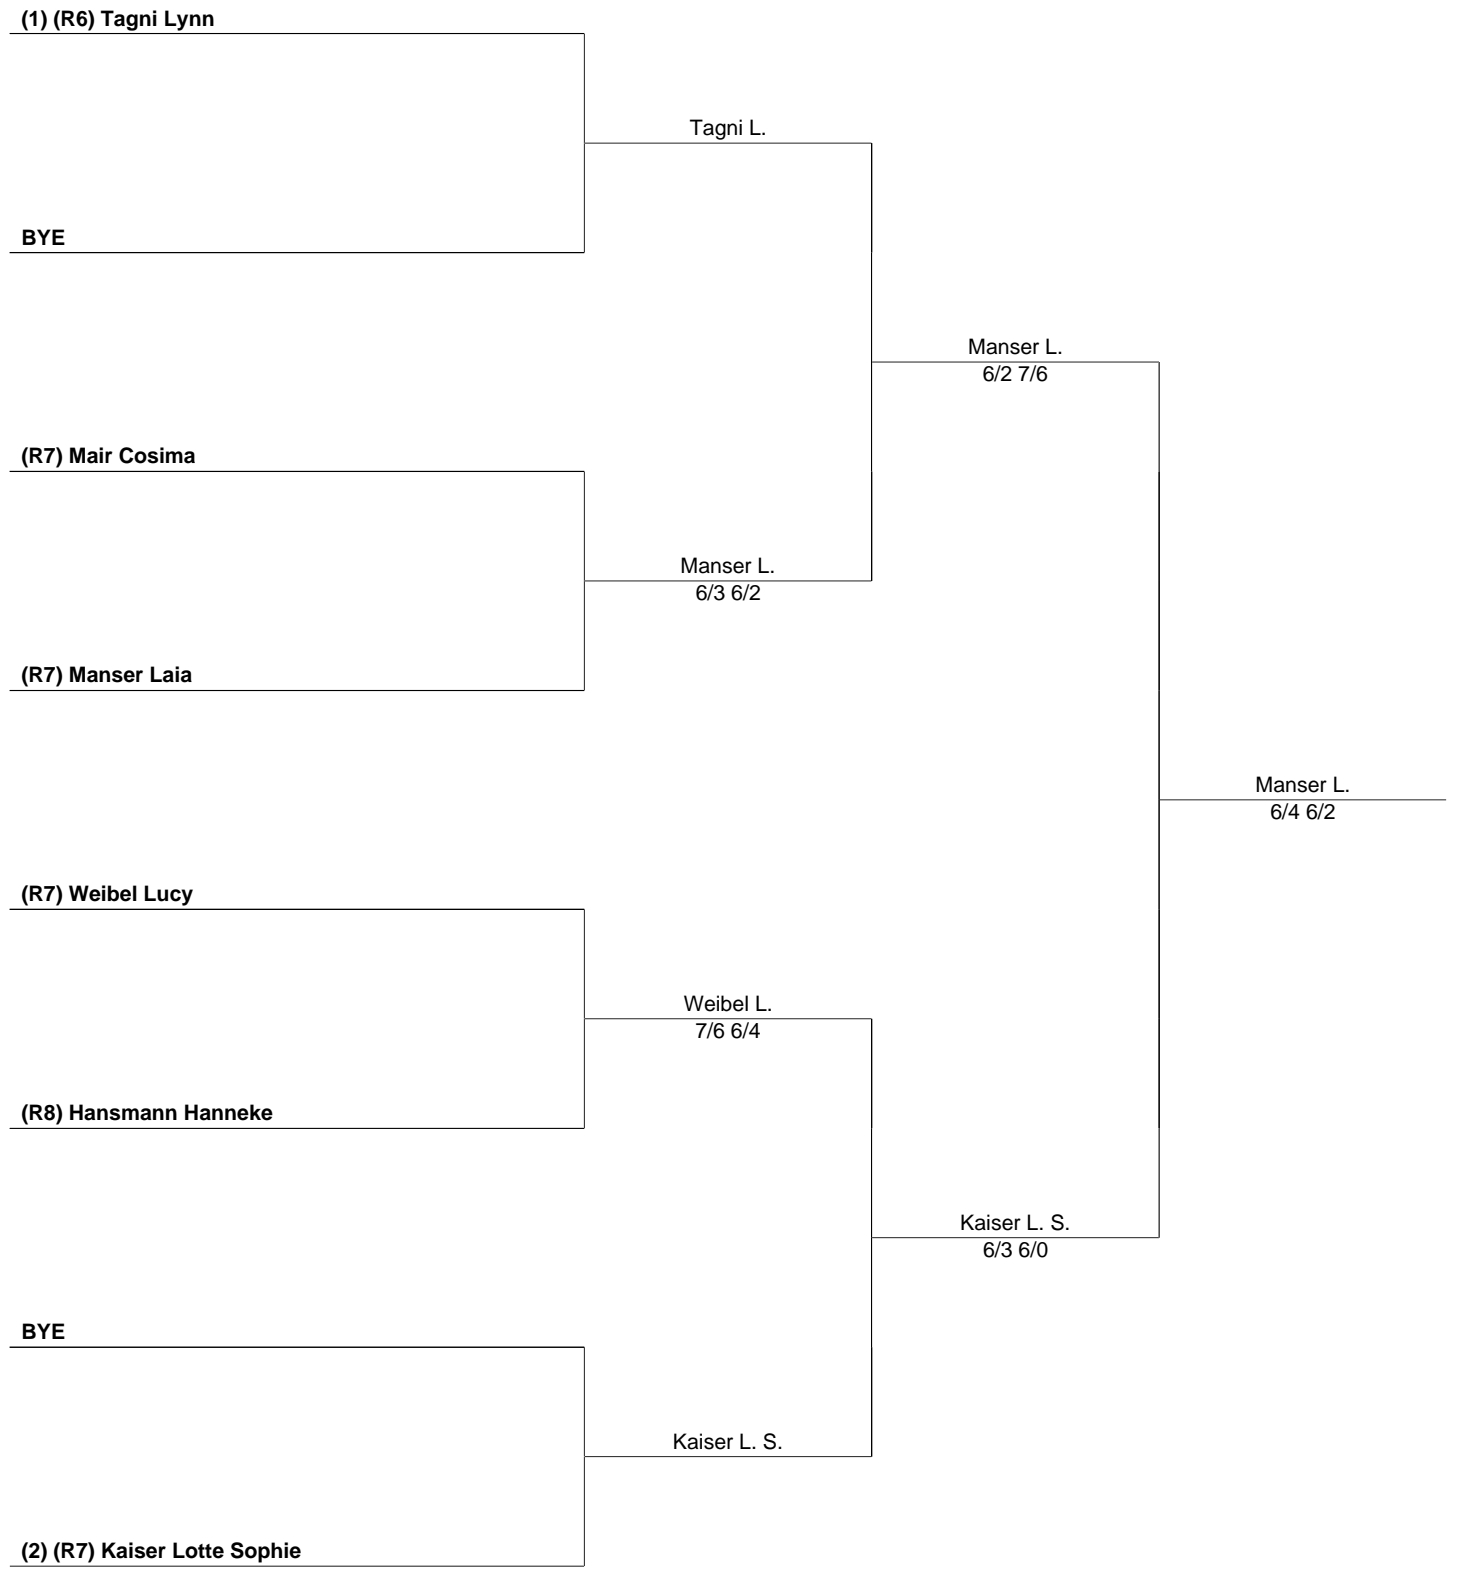 (1) (R6) Tagni Lynn
Tagni L.
BYE
Manser L.
6/2 7/6
(R7) Mair Cosima
Manser L.
6/3 6/2
(R7) Manser Laia
Manser L.
6/4 6/2
(R7) Weibel Lucy
Weibel L.
7/6 6/4
(R8) Hansmann Hanneke
Kaiser L. S.
6/3 6/0
BYE
Kaiser L. S.
(2) (R7) Kaiser Lotte Sophie